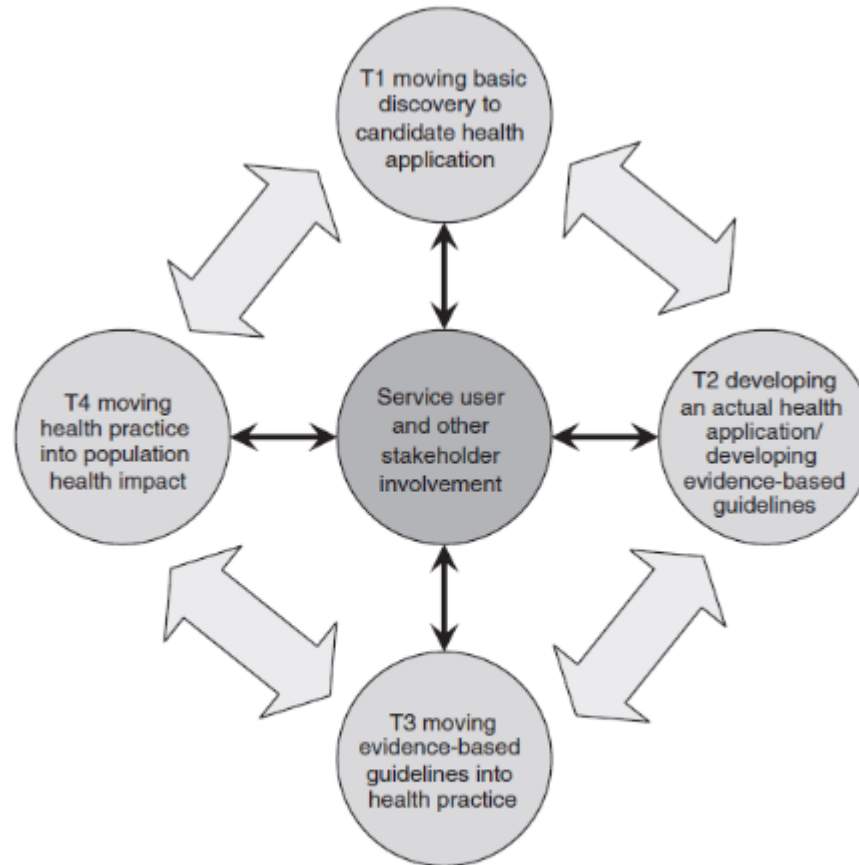 T1 moving basic
discovery to
candidate health
application
T4 moving
health practice
into population
health impact
Service user
and other
stakeholder
involvement
T2 developing
an actual health
application/
developing
evidence-based
guidelines
T3 moving
evidence-based
guidelines into
health practice